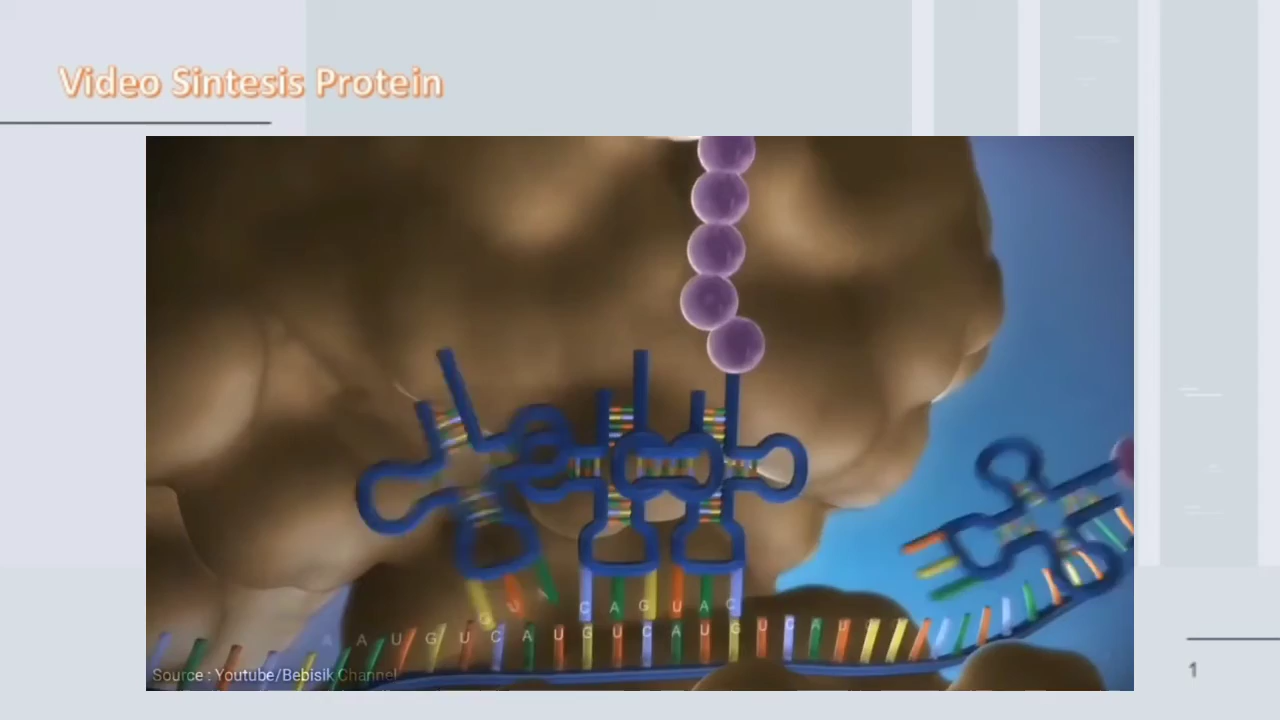 Video Sintesis Protein
G U A
C A G U A C
A A U G U C A U G U C A U G U C A U
Source : Youtube/Bebisik Channel
1